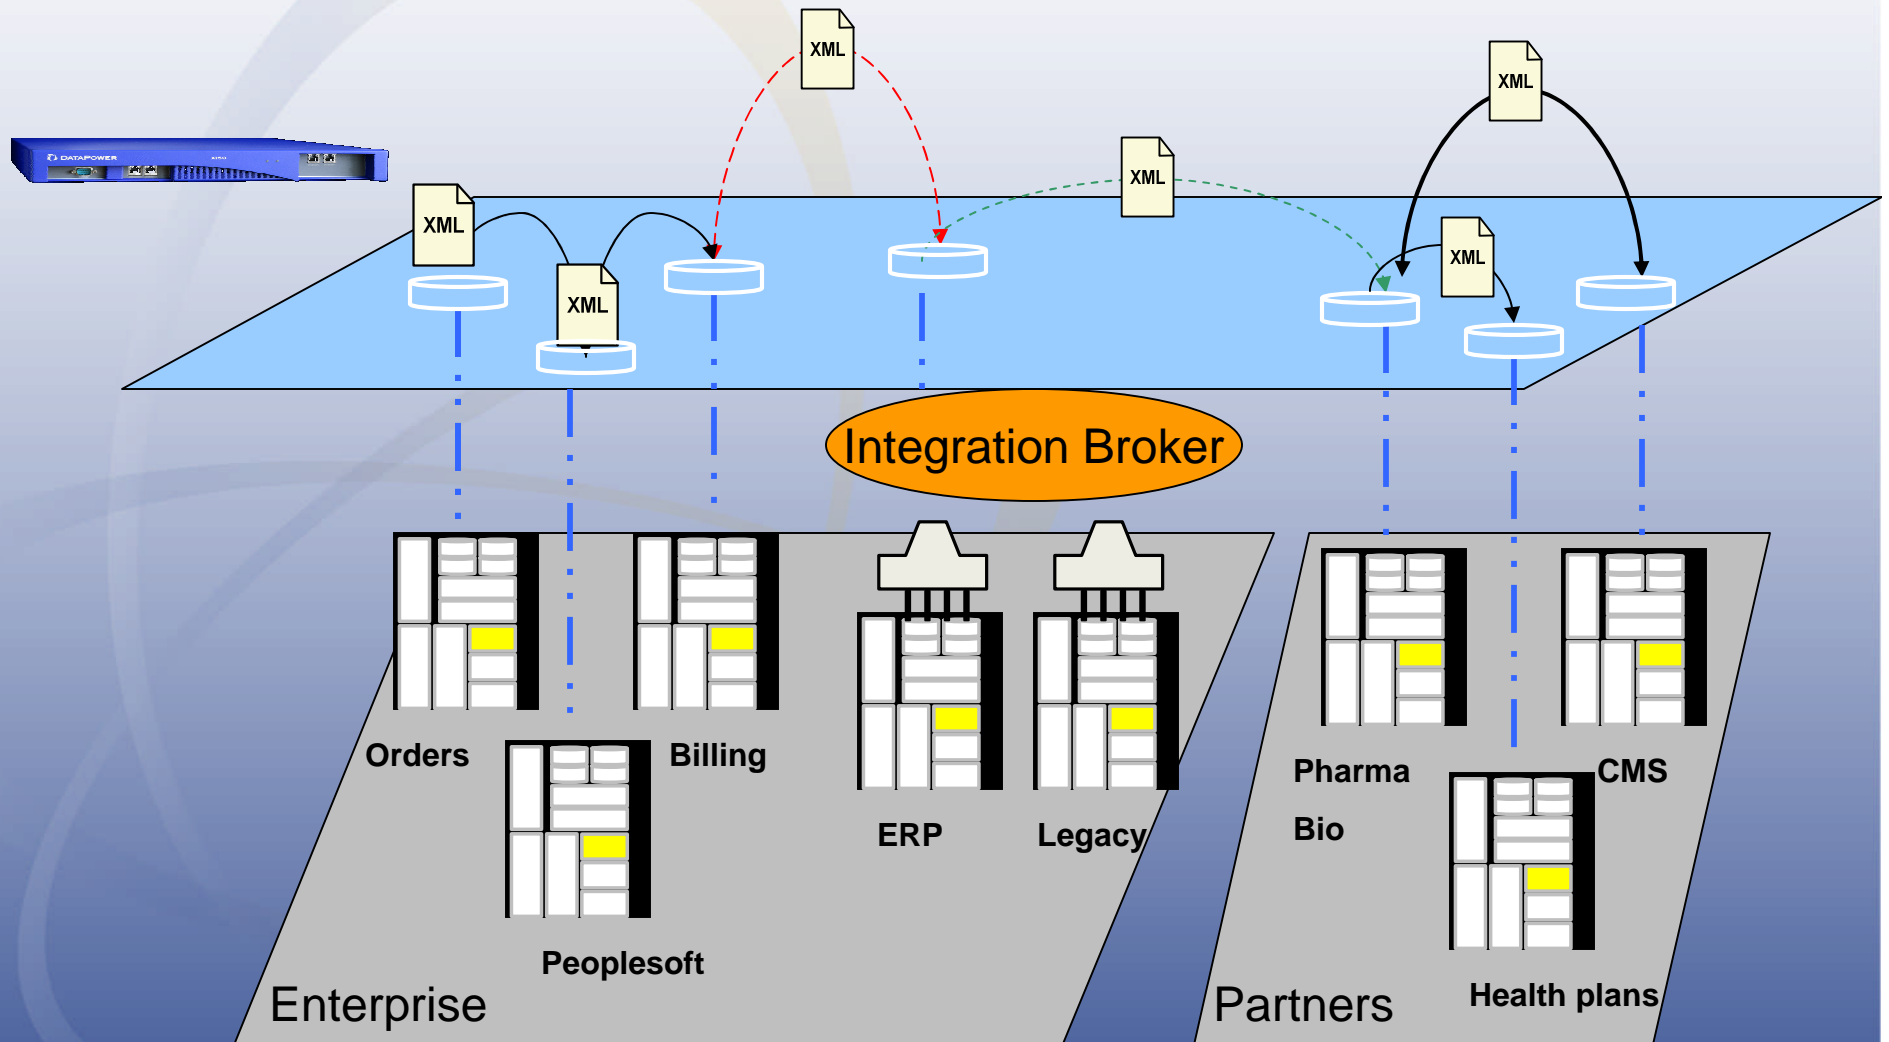 XML
XML
XML
DATAPOWER
XML
XML
XML
XML
Integration Broker
Orders
Billing
Pharma
CMS
Bio
ERP
Legacy
Peoplesoft
Health plans
Enterprise
Partners